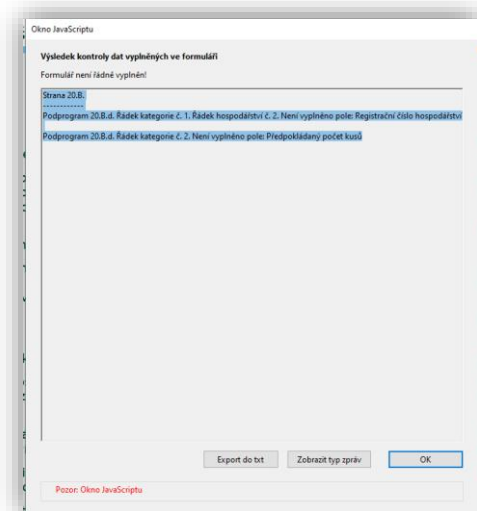 Okno JavaScriptu
Výsledek kontroly dat vyplněných ve formuláři
Formulář není řádně vyplněn!
Strana 20.B.
------------
Podprogram 20.B.d. Řádek kategorie č. 1. Řádek hospodářství č. 2. Není vyplněno pole: Registrační číslo hospodářství
Podprogram 20.B.d. Řádek kategorie č. 2. Není vyplněno pole: Předpokládaný počet kusů
Export do txt Zobrazit typ zpráv OK
Pozor: Okno JavaScriptu